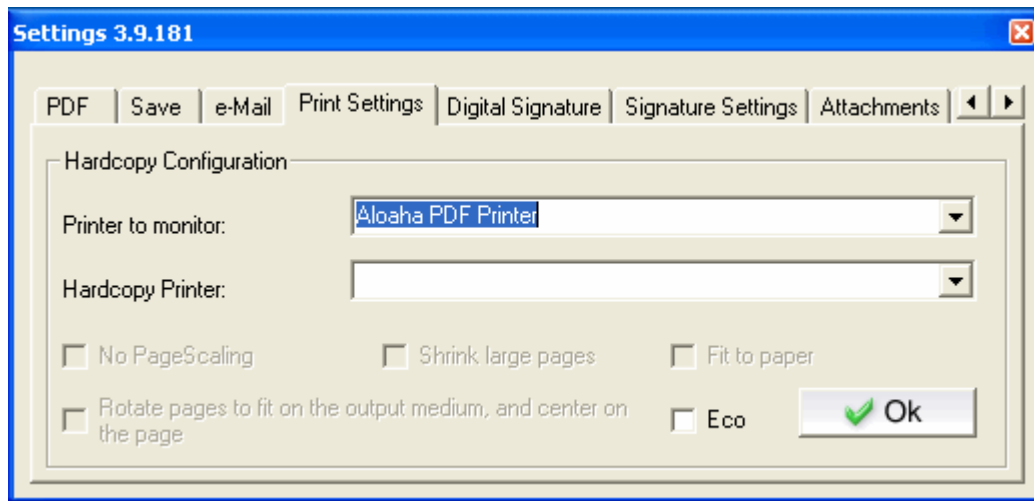 Settings 3.9.181
PDF Save e-Mail Print Settings Digital Signature Signature Settings Attachments
Hardcopy Configuration
Printer to monitor: Aloaha PDF Printer
Hardcopy Printer:
No PageScaling Shrink large pages Fit to paper
Rotate pages to fit on the output medium, and center on
the page
Eco Ok